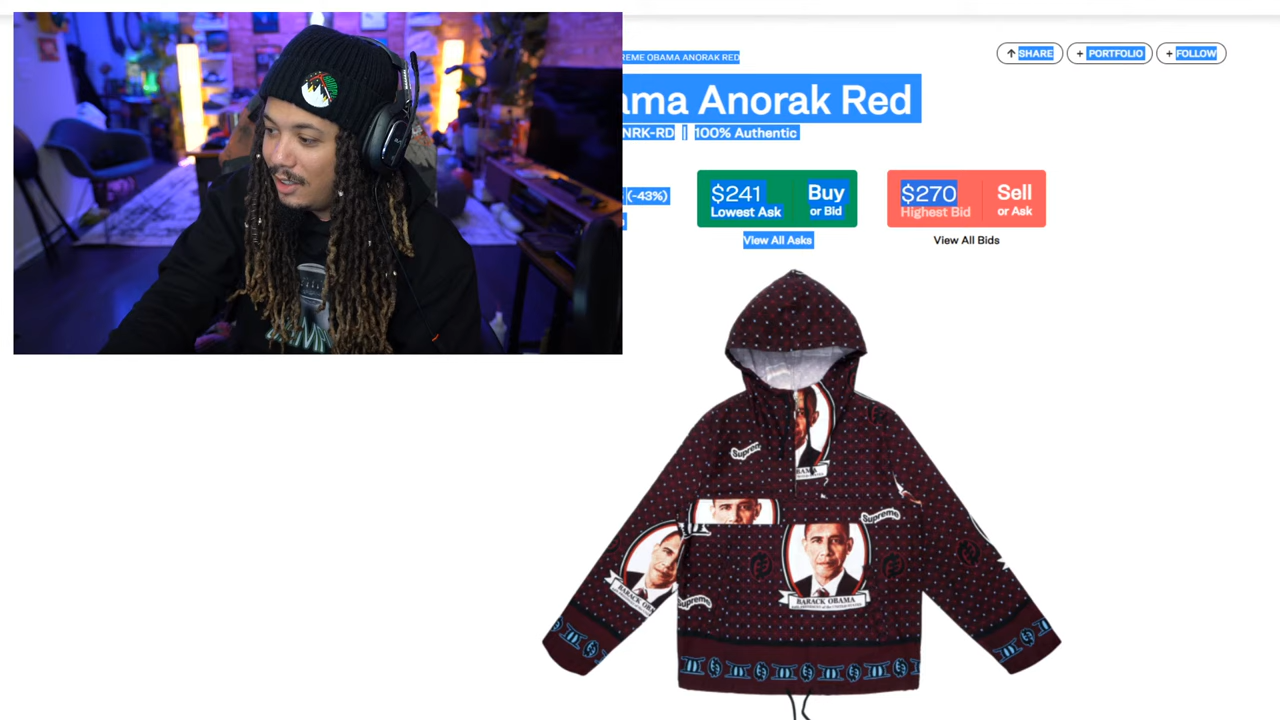 REME OBAMA ANORAK RED
SHARE
+ PORTFOLIO
+ FOLLOW
ama Anorak Red
NRK-RD | 100% Authentic
(-43%)
$241
Lowest Ask
Buy
or Bid
$270
Highest Bid
Sell
or Ask
View All Asks
View All Bids
Supreme
Supreme
BARACK OBAMA
Supreme